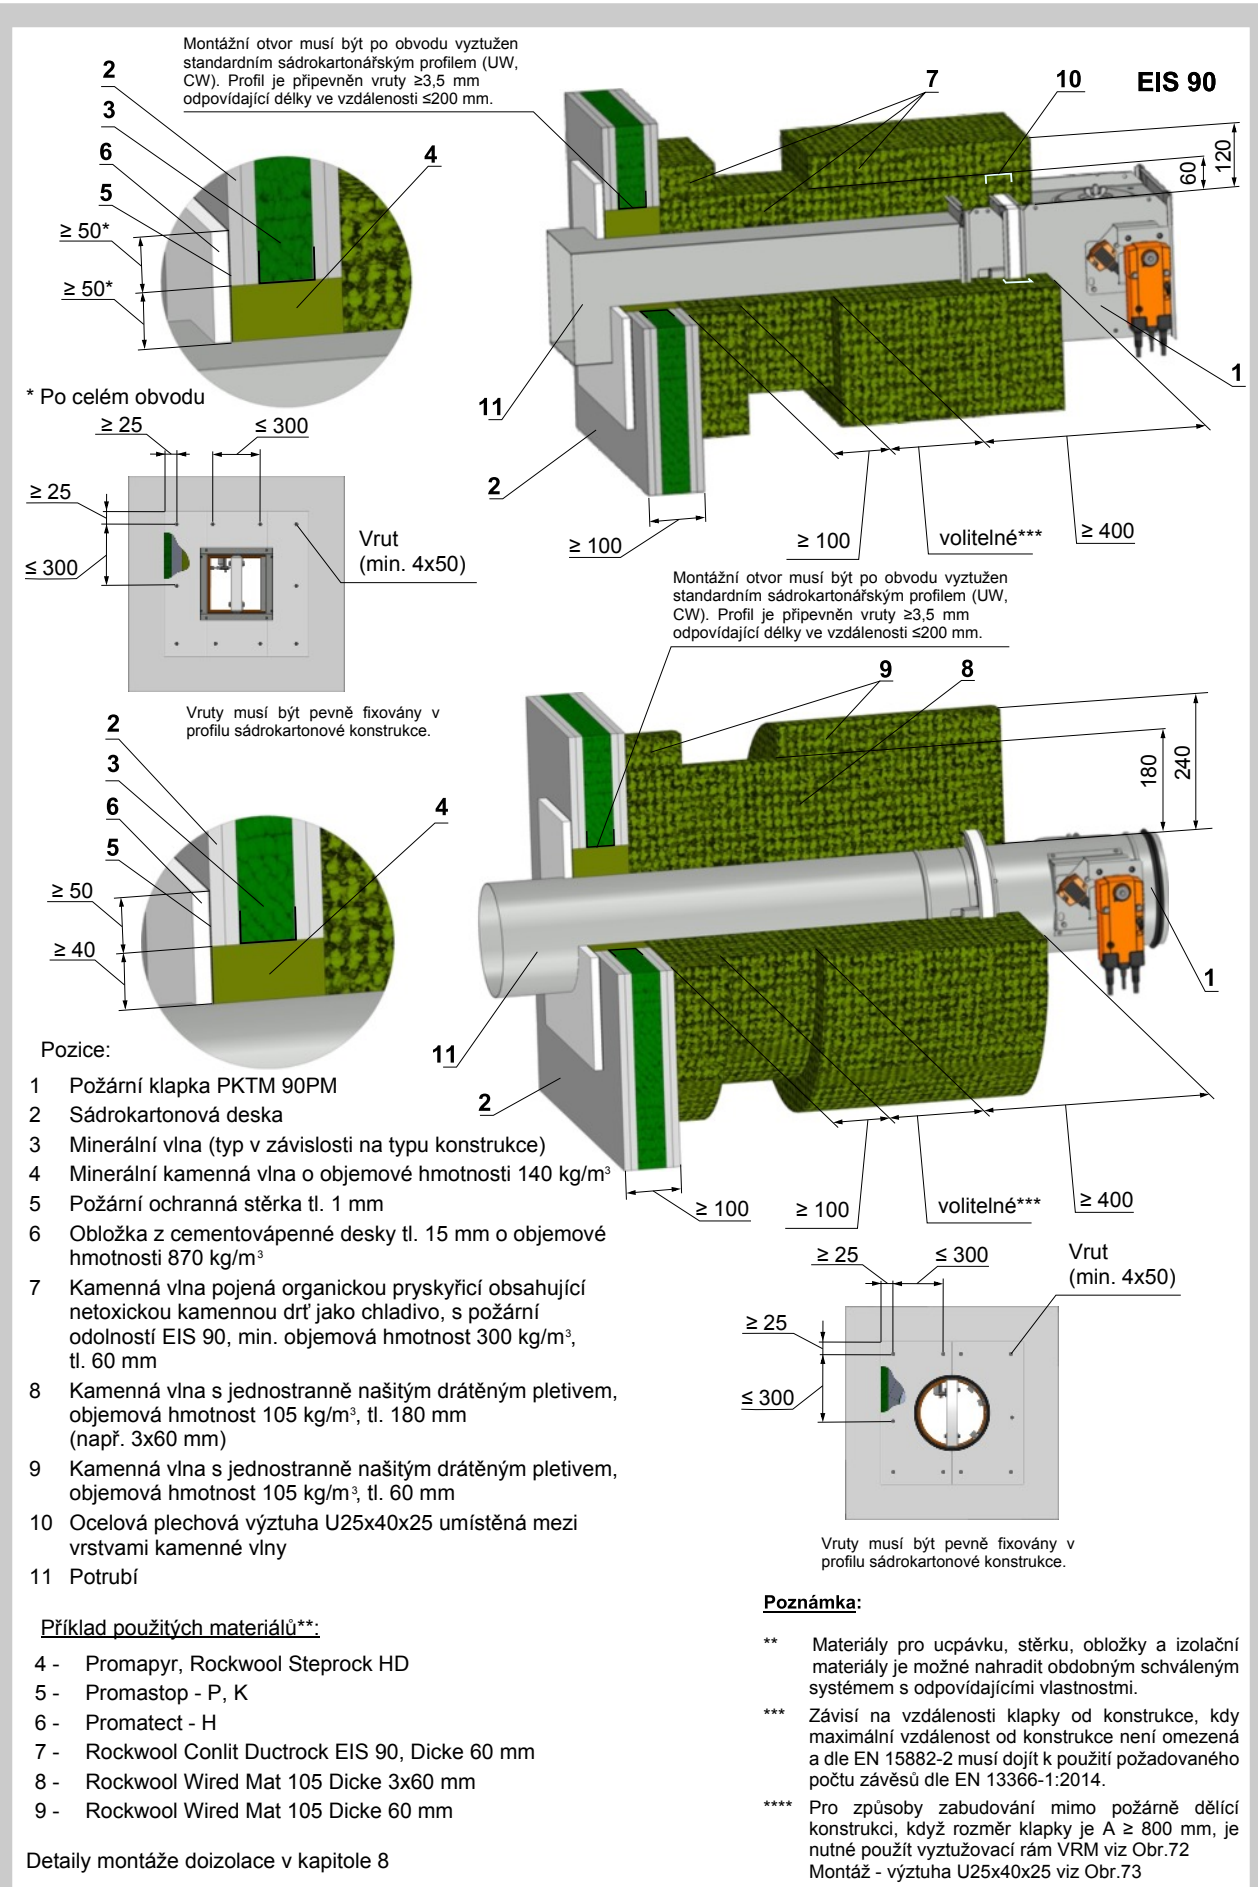 Montážní otvor musí být po obvodu vyztužen
standardním sádrokartonářským profilem (UW,
CW). Profil je připevněn vruty ≥3,5 mm
odpovídající délky ve vzdálenosti ≤200 mm.
EIS 90
2
3
6
5
4
≥ 50*
≥ 50*
* Po celém obvodu
7
10
120
60
1
11
2
≥ 100
≥ 100
volitelné***
≥ 400
≥ 25
≤ 300
≥ 25
≤ 300
Vrut
(min. 4x50)
Vruty musí být pevně fixovány v
profilu sádrokartonové konstrukce.
Montážní otvor musí být po obvodu vyztužen
standardním sádrokartonářským profilem (UW,
CW). Profil je připevněn vruty ≥3,5 mm
odpovídající délky ve vzdálenosti ≤200 mm.
2
3
6
5
4
≥ 50
≥ 40
9
8
180
240
1
11
2
≥ 100
≥ 100
volitelné***
≥ 400
≥ 25
≤ 300
Vrut
(min. 4x50)
≥ 25
≤ 300
Vruty musí být pevně fixovány v
profilu sádrokartonové konstrukce.
Pozice:
1 Požární klapka PKTM 90PM
2 Sádrokartonová deska
3 Minerální vlna (typ v závislosti na typu konstrukce)
4 Minerální kamenná vlna o objemové hmotnosti 140 kg/m³
5 Požární ochranná stěrka tl. 1 mm
6 Obložka z cementovápenné desky tl. 15 mm o objemové
hmotnosti 870 kg/m³
7 Kamenná vlna pojená organickou pryskyřicí obsahující
netoxickou kamennou drť jako chladivo, s požární
odolností EIS 90, min. objemová hmotnost 300 kg/m³,
tl. 60 mm
8 Kamenná vlna s jednostranně našitým drátěným pletivem,
objemová hmotnost 105 kg/m³, tl. 180 mm
(např. 3x60 mm)
9 Kamenná vlna s jednostranně našitým drátěným pletivem,
objemová hmotnost 105 kg/m³, tl. 60 mm
10 Ocelová plechová výztuha U25x40x25 umístěná mezi
vrstvami kamenné vlny
11 Potrubí
Příklad použitých materiálů**:
4 - Promapyr, Rockwool Steprock HD
5 - Promastop - P, K
6 - Promatect - H
7 - Rockwool Conlit Ductrock EIS 90, Dicke 60 mm
8 - Rockwool Wired Mat 105 Dicke 3x60 mm
9 - Rockwool Wired Mat 105 Dicke 60 mm
Detaily montáže doizolace v kapitole 8
Poznámka:
** Materiály pro ucpávku, stěrku, obložky a izolační
materiály je možné nahradit obdobným schváleným
systémem s odpovídajícími vlastnostmi.
*** Závisí na vzdálenosti klapky od konstrukce, kdy
maximální vzdálenost od konstrukce není omezená
a dle EN 15882-2 musí dojít k použití požadovaného
počtu závěsů dle EN 13366-1:2014.
**** Pro způsoby zabudování mimo požárně dělící
konstrukci, když rozměr klapky je A ≥ 800 mm, je
nutné použít vyztužovací rám VRM viz Obr.72
Montáž - výztuha U25x40x25 viz Obr.73